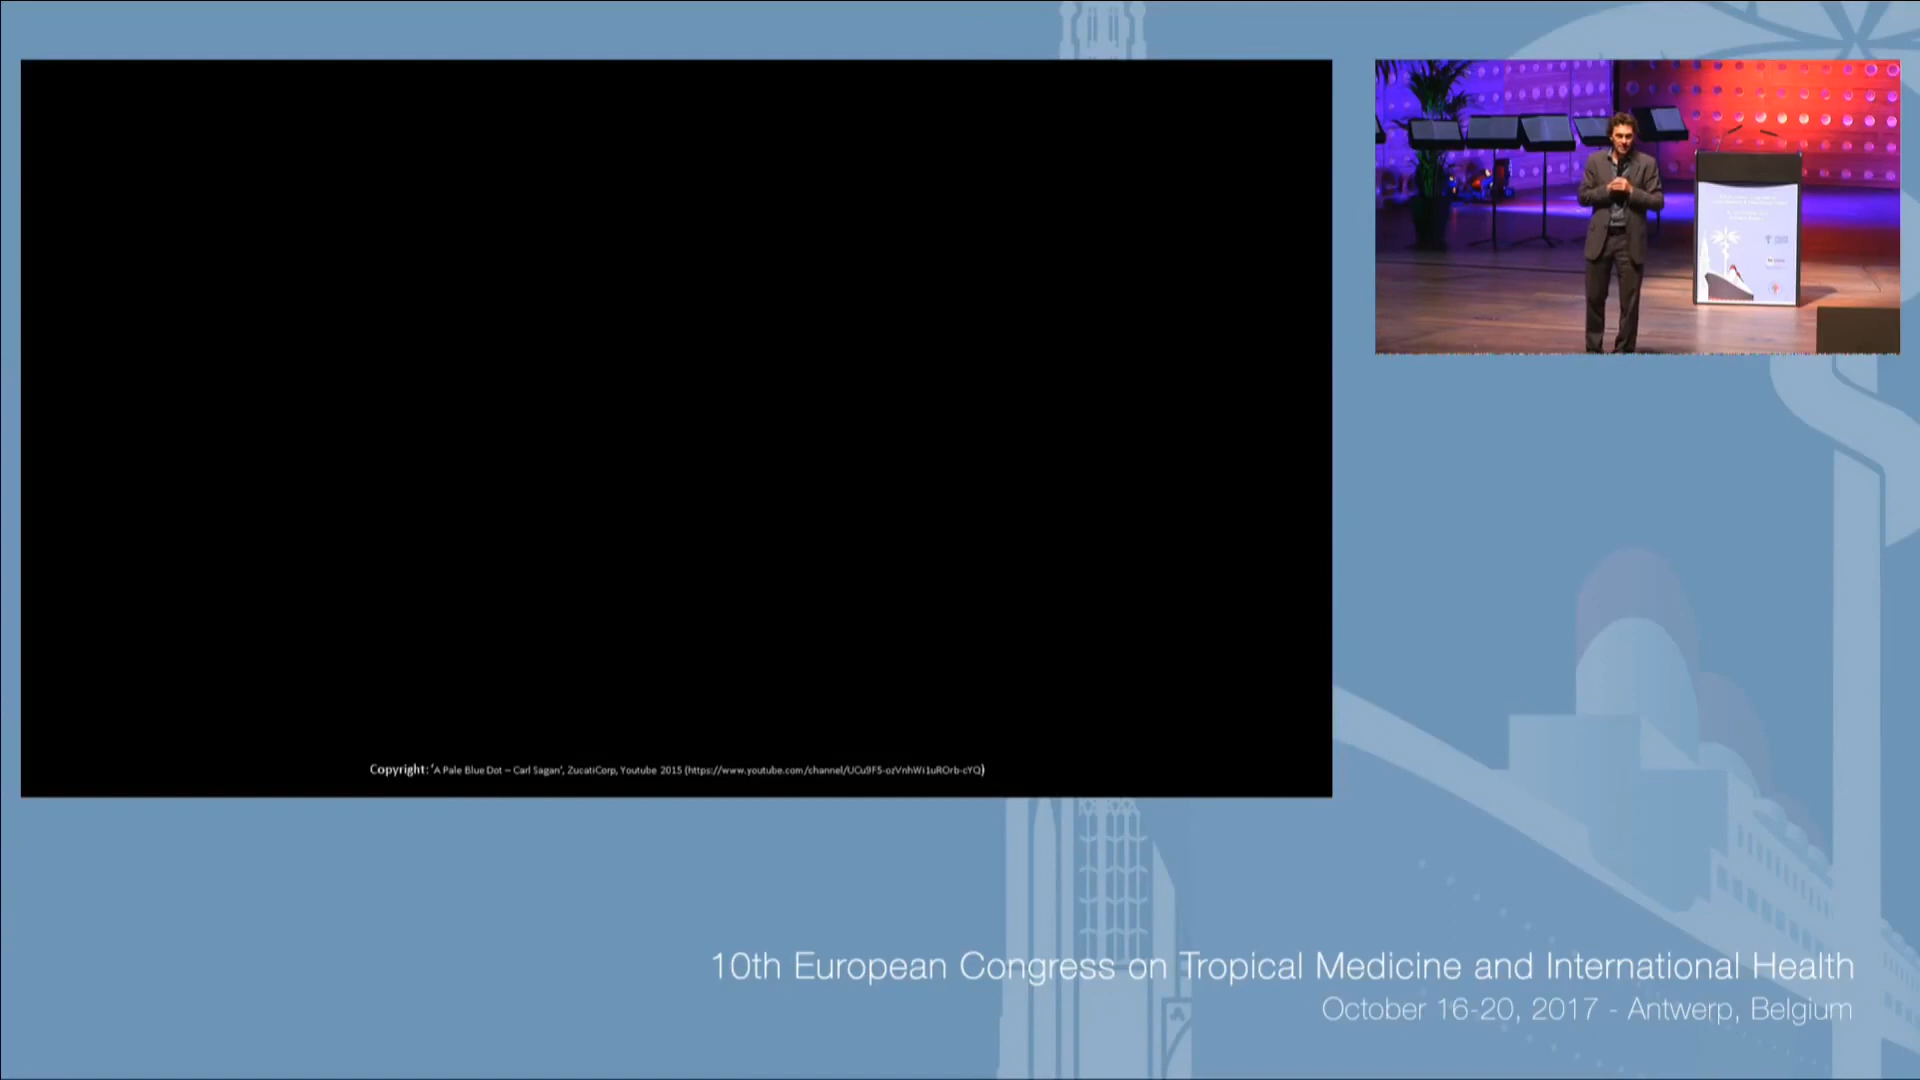 Copyright: 'A Pale Blue Dot – Carl Sagan', ZucatiCorp, Youtube 2015 (https://www.youtube.com/channel/UCu9F5-ozVnhWi1uROrb-cYQ)
10th European Congress on Tropical Medicine and International Health
October 16-20, 2017 - Antwerp, Belgium